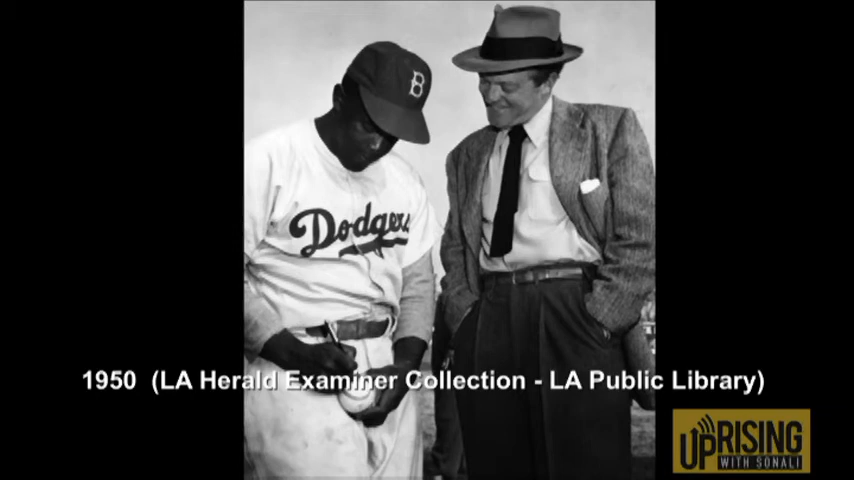 B
Dodgers
1950 (LA Herald Examiner Collection - LA Public Library)
UPRISING
WITH SONALI